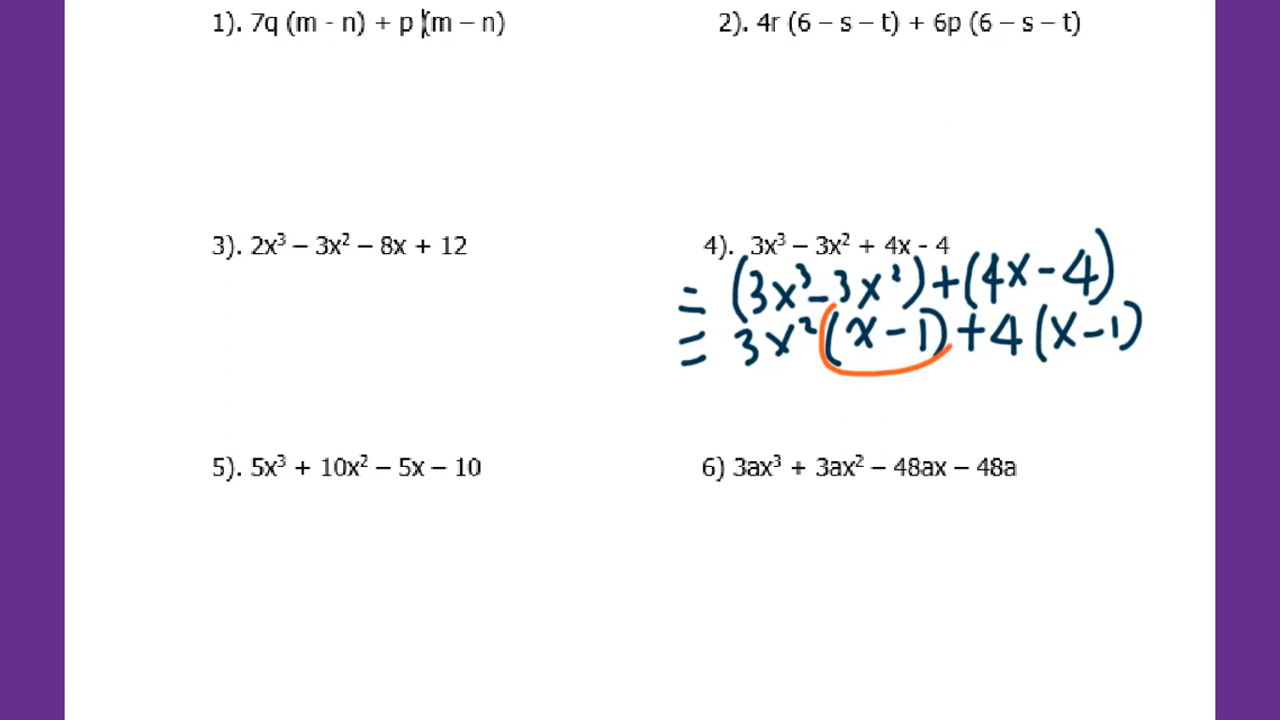 1). 7q (m - n) + p (m – n)
2). 4r (6 – s – t) + 6p (6 – s – t)
3). 2x³ – 3x² – 8x + 12
4). 3x³ – 3x² + 4x - 4
= (3x³ - 3x²) + (4x - 4)
= 3x² (x - 1) + 4 (x - 1)
5). 5x³ + 10x² – 5x – 10
6) 3ax³ + 3ax² – 48ax – 48a